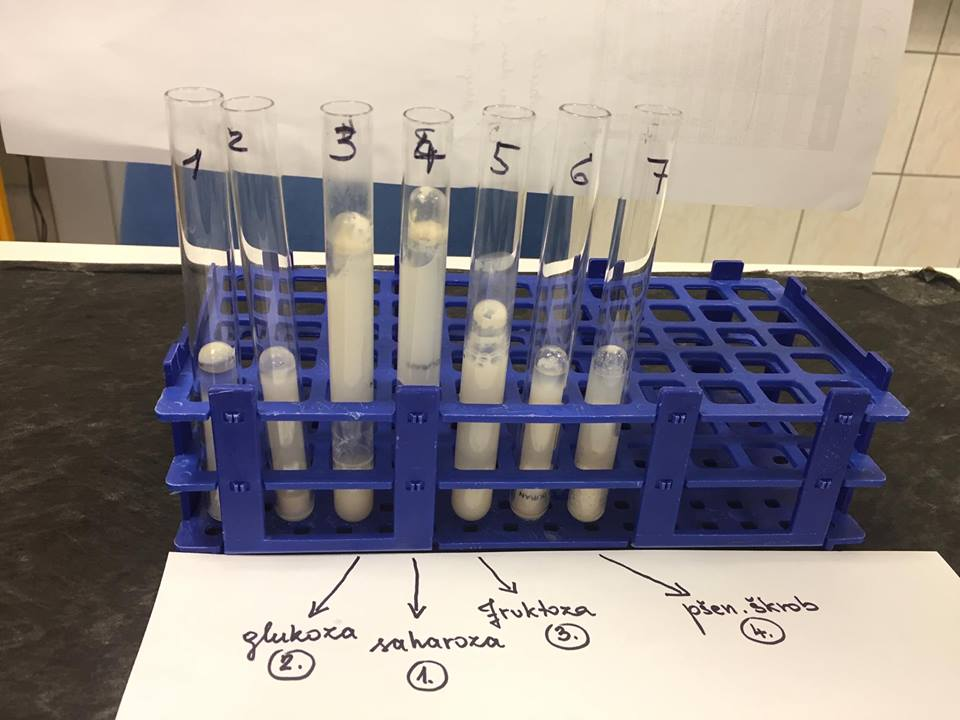 1 2 3 4 5 6 7
glukoza
2.
saharoza
1.
fruktoza
3.
pšen. škrob
4.